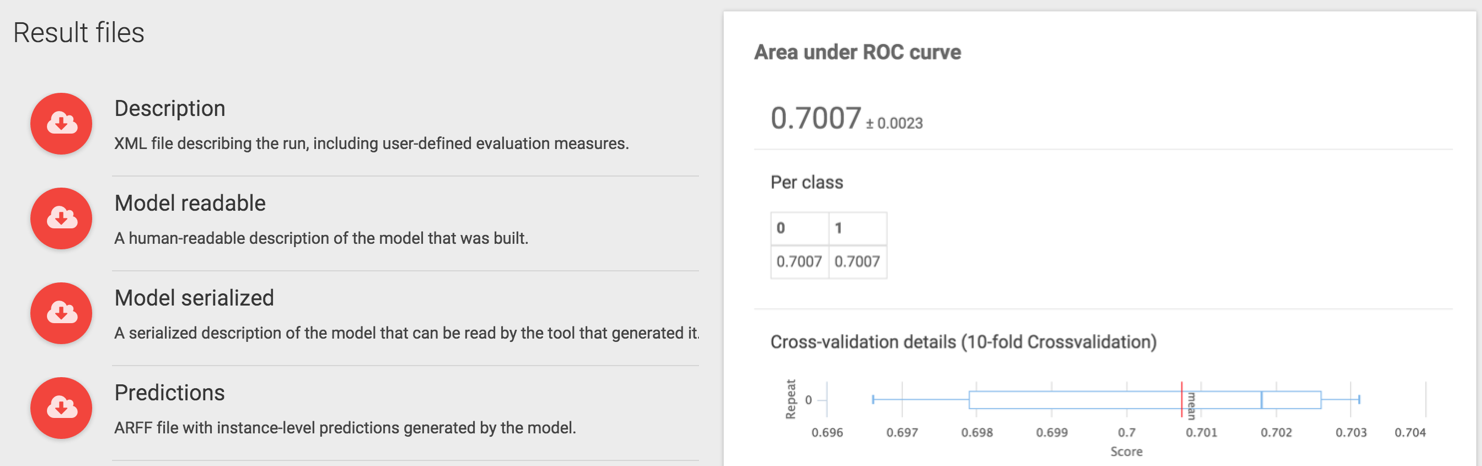 Result files
Description
XML file describing the run, including user-defined evaluation measures.
Model readable
A human-readable description of the model that was built.
Model serialized
A serialized description of the model that can be read by the tool that generated it.
Predictions
ARFF file with instance-level predictions generated by the model.
Area under ROC curve
0.7007 ± 0.0023
Per class
0 1
0.7007 0.7007
Cross-validation details (10-fold Crossvalidation)
Repeat
0
mean
0.696 0.697 0.698 0.699 0.7 0.701 0.702 0.703 0.704
Score